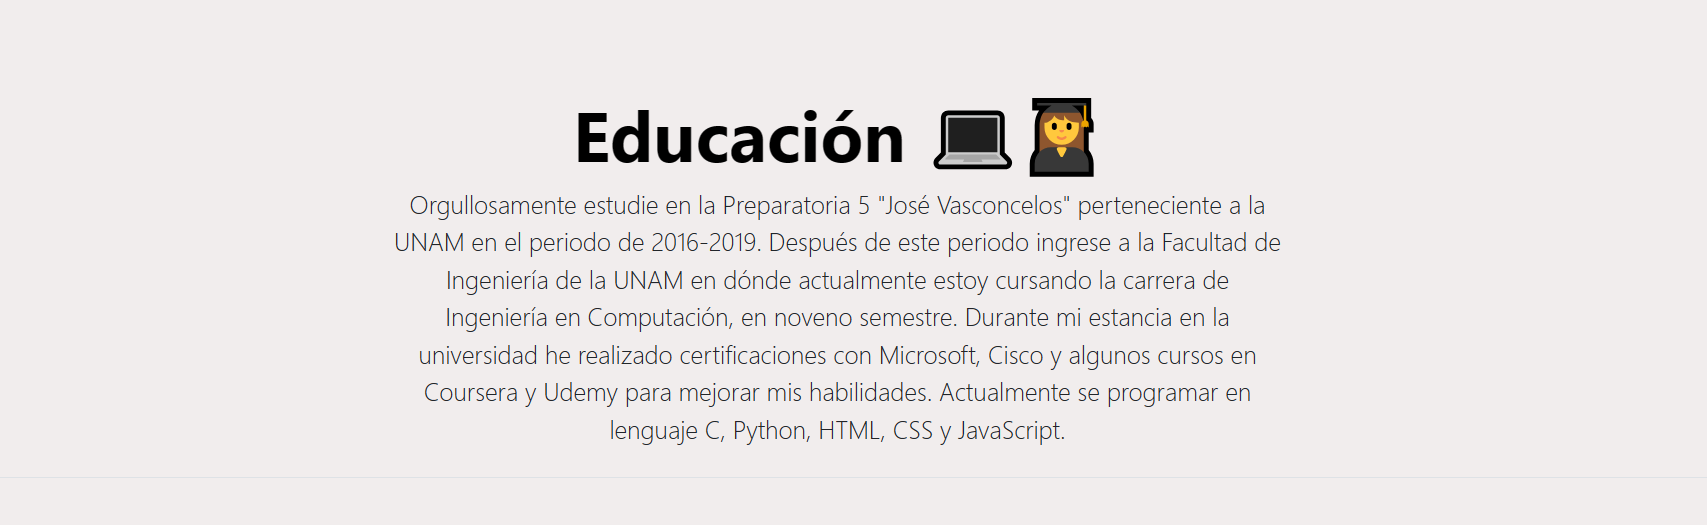 Educación 💻👩‍🎓
Orgullosamente estudie en la Preparatoria 5 "José Vasconcelos" perteneciente a la
UNAM en el periodo de 2016-2019. Después de este periodo ingrese a la Facultad de
Ingeniería de la UNAM en dónde actualmente estoy cursando la carrera de
Ingeniería en Computación, en noveno semestre. Durante mi estancia en la
universidad he realizado certificaciones con Microsoft, Cisco y algunos cursos en
Coursera y Udemy para mejorar mis habilidades. Actualmente se programar en
lenguaje C, Python, HTML, CSS y JavaScript.